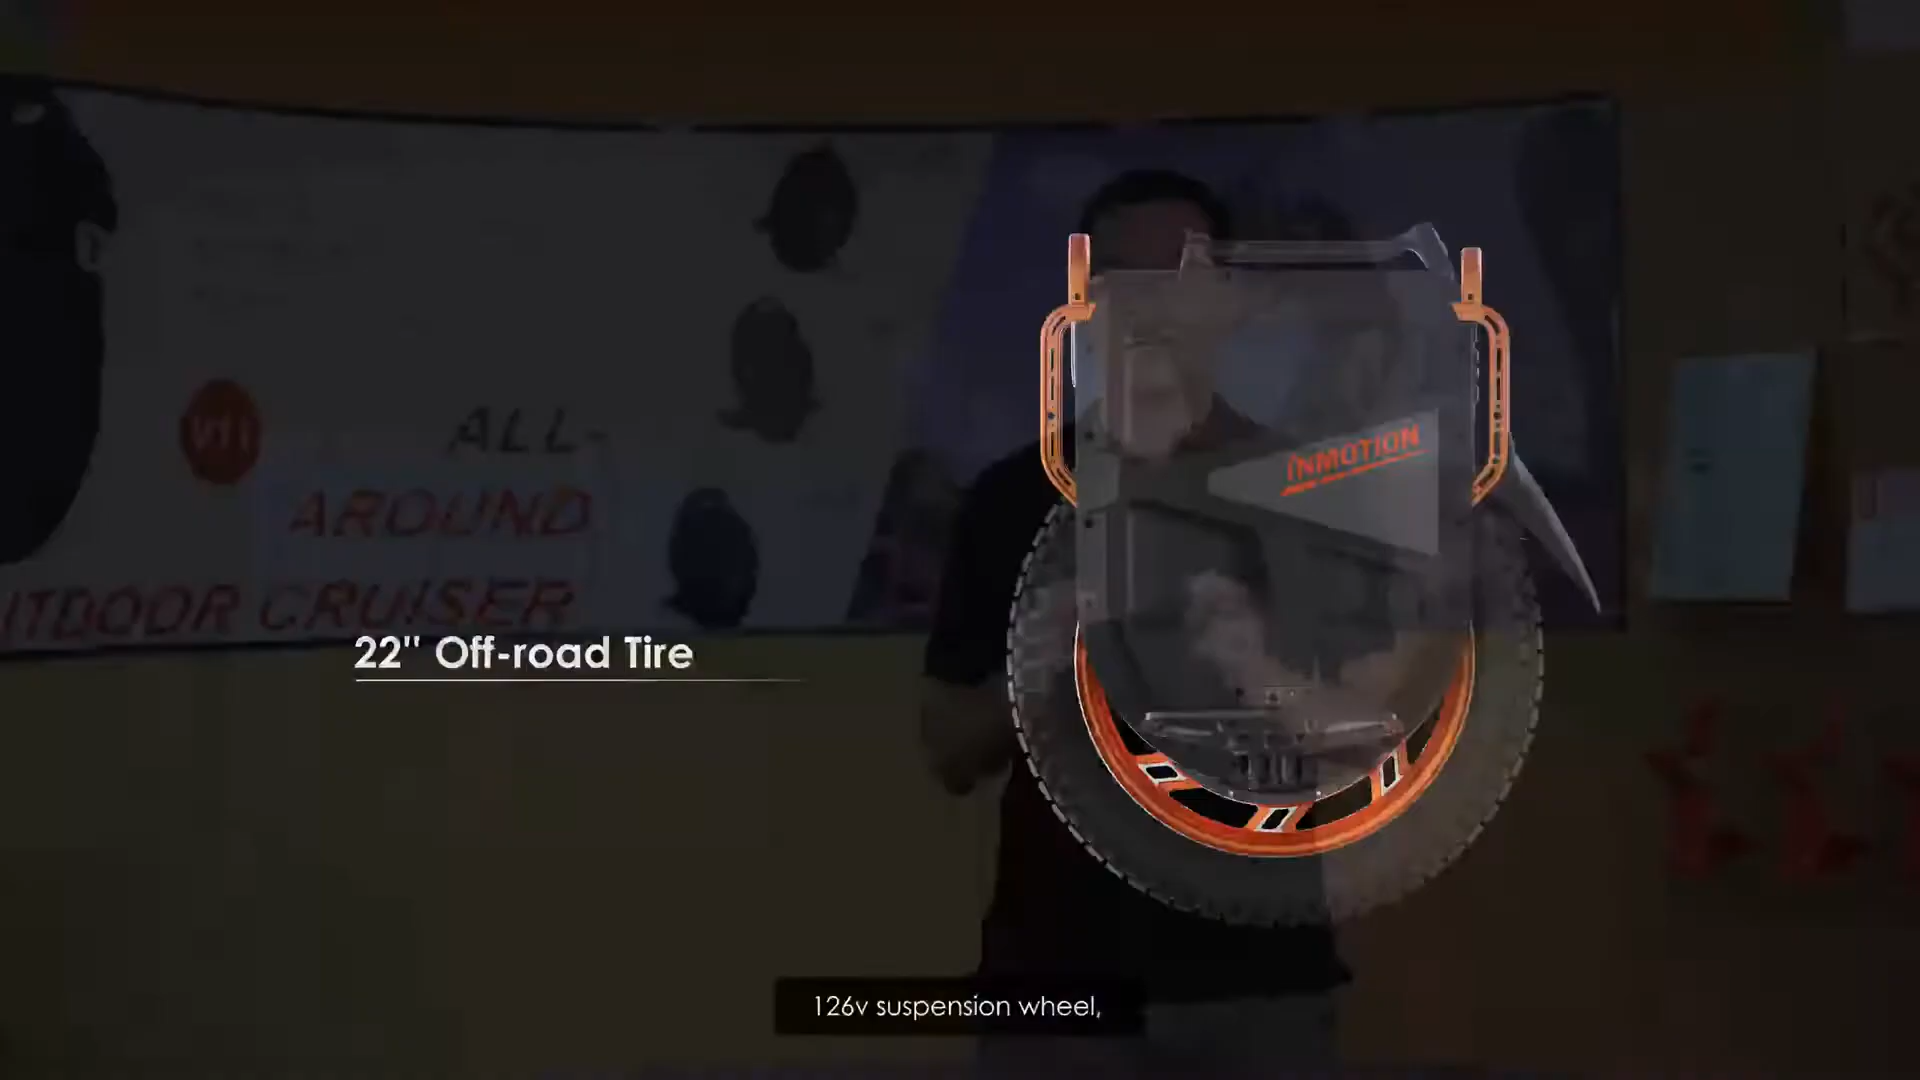 V11
ALL-
AROUND
ITDOOR CRUISER
INMOTION
22" Off-road Tire
126v suspension wheel,